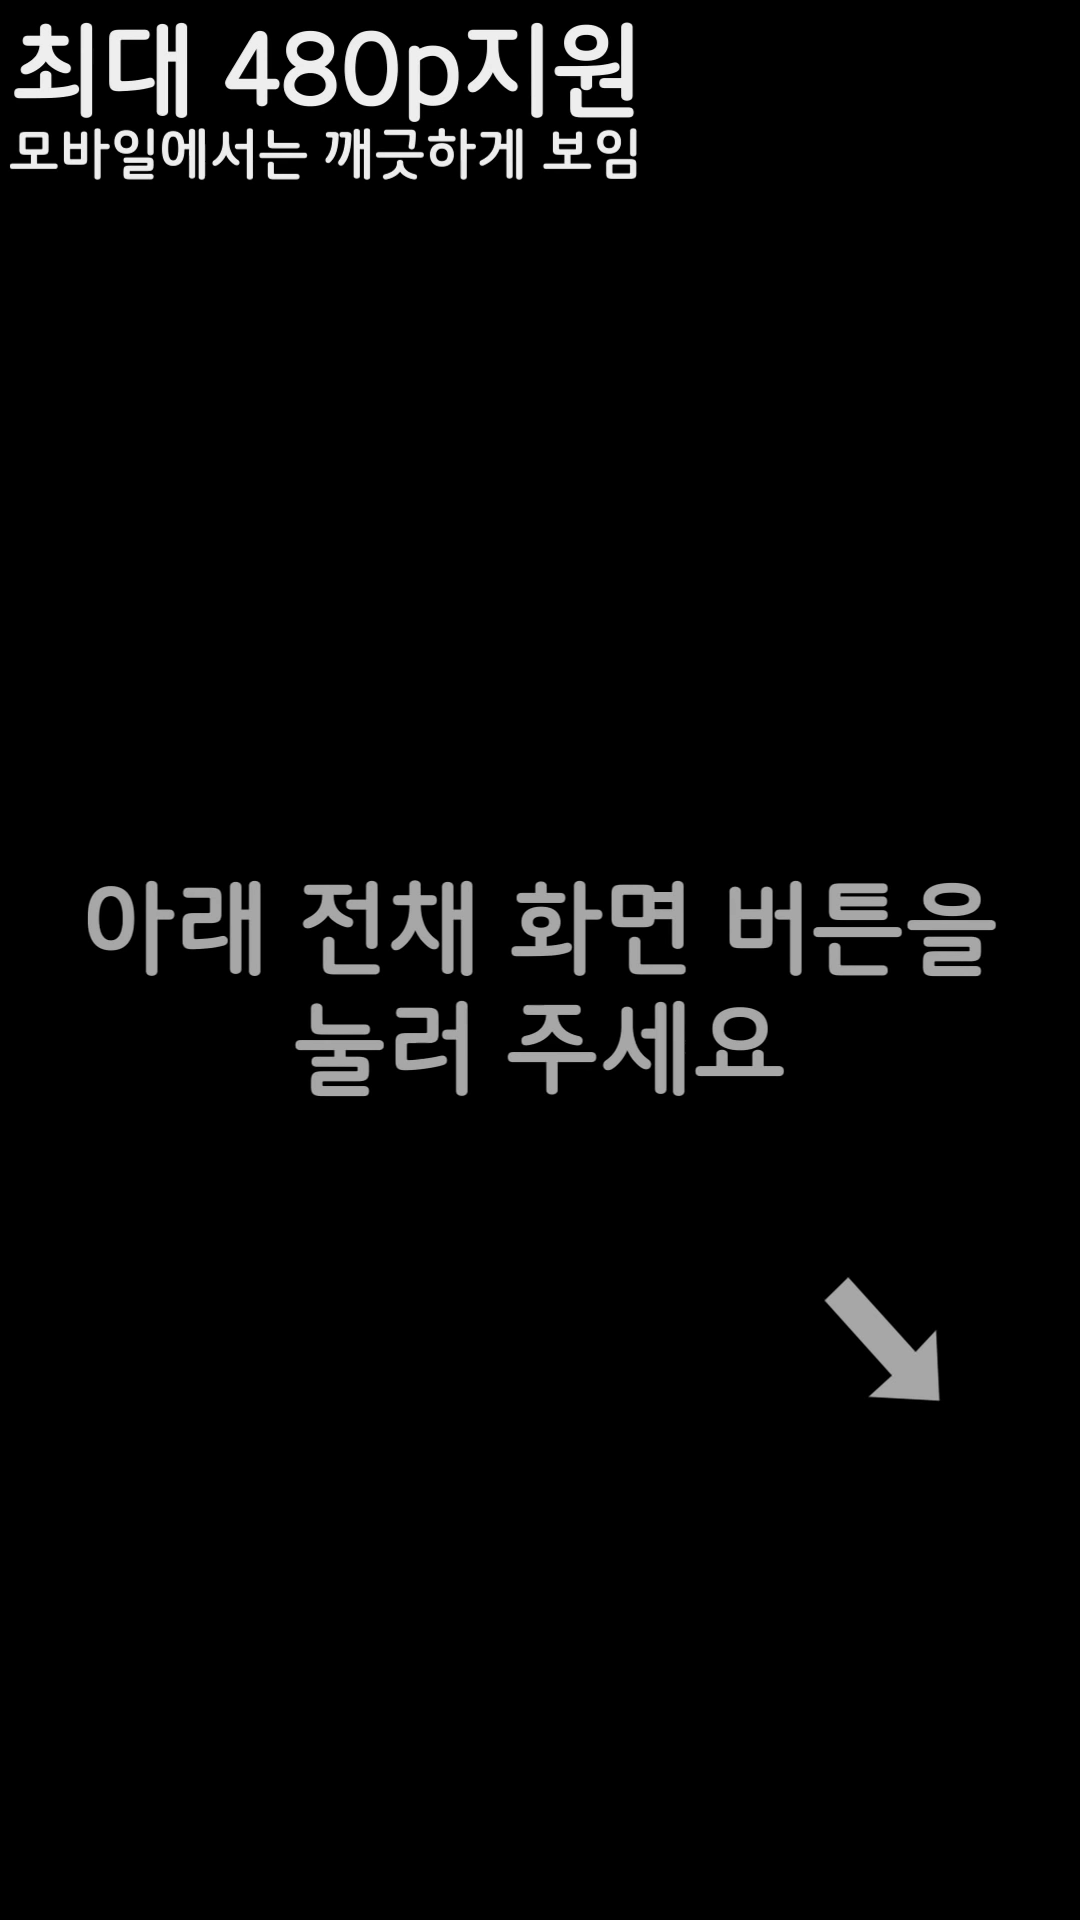 최대 480p지원
모바일에서는 깨긋하게 보임
아래 전채 화면 버튼을
눌러 주세요